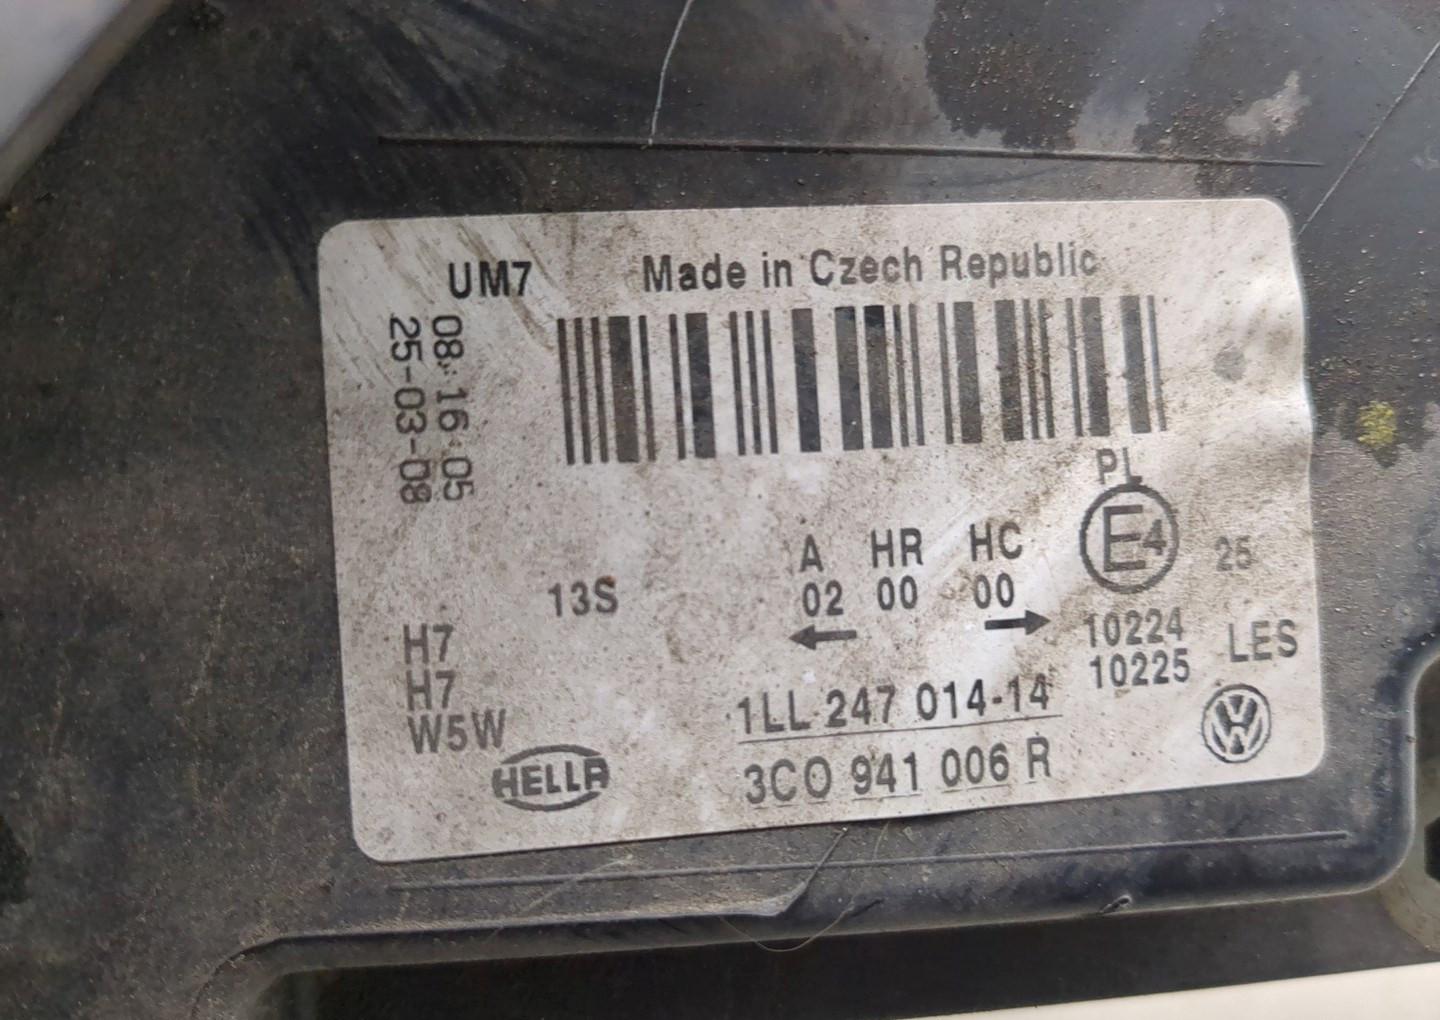 UM7 Made in Czech Republic
08:16:05
25-03-08
PL
A HR HC E4 25
13S 02 00 00
← → 10224 LES
H7 10225
H7 1LL 247 014-14
W5W
HELLA 3C0 941 006 R VW